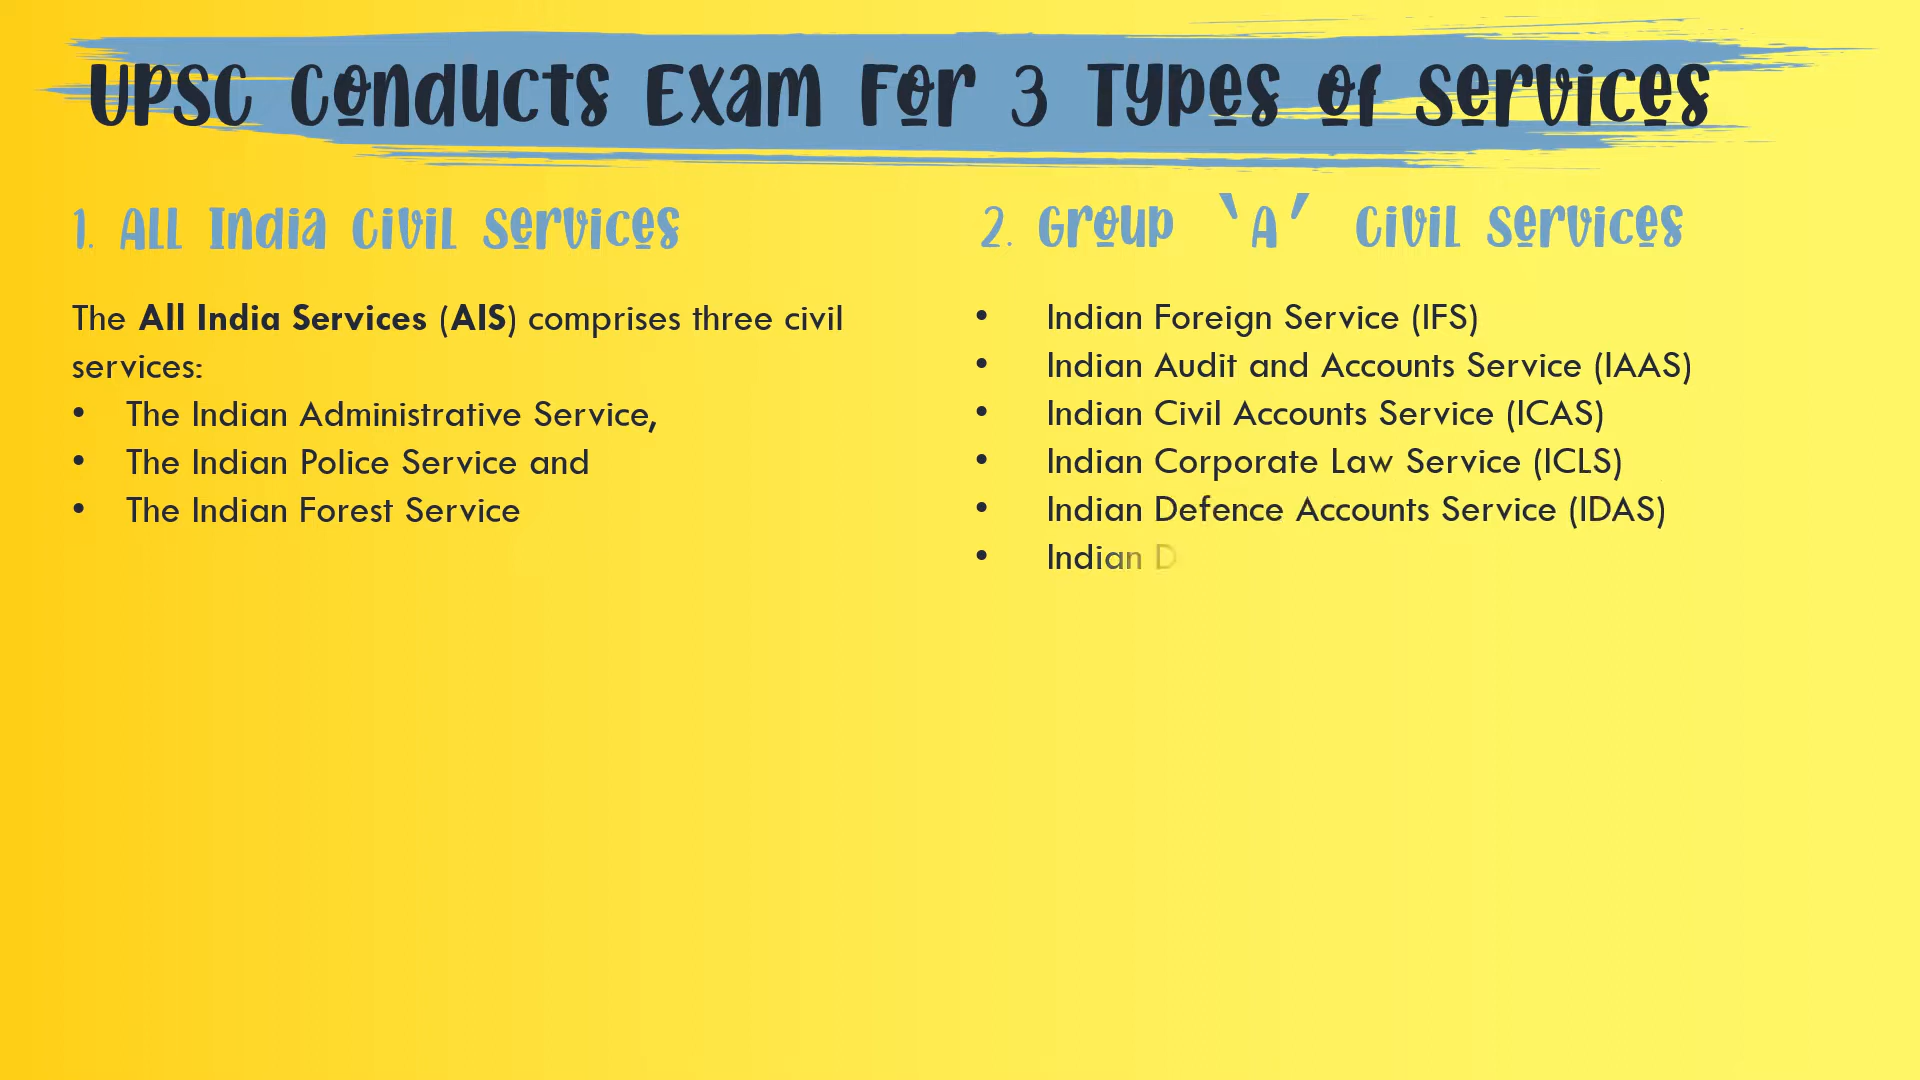 UPSC Conducts Exam For 3 Types of Services
1. All India Civil Services
The All India Services (AIS) comprises three civil
services:
• The Indian Administrative Service,
• The Indian Police Service and
• The Indian Forest Service
2. Group ‘A’ Civil Services
• Indian Foreign Service (IFS)
• Indian Audit and Accounts Service (IAAS)
• Indian Civil Accounts Service (ICAS)
• Indian Corporate Law Service (ICLS)
• Indian Defence Accounts Service (IDAS)
• Indian D